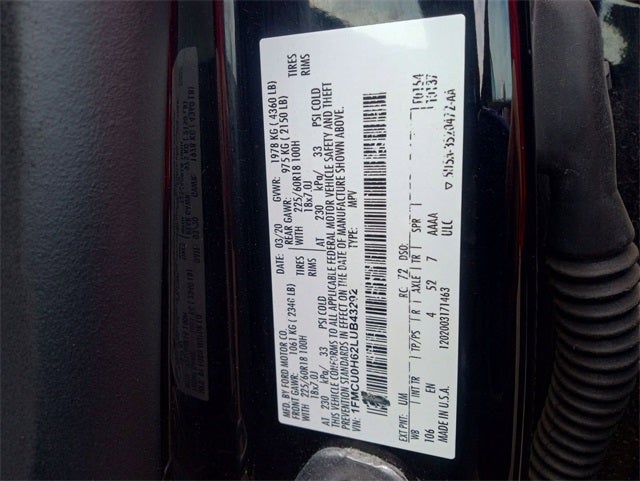 MFD. BY FORD MOTOR CO.
DATE: 03/20 GVWR: 1978 KG ( 4360 LB)
FRONT GAWR: 1061 KG ( 2340 LB) REAR GAWR: 975 KG ( 2150 LB)
WITH 225/60R18 100H TIRES WITH 225/60R18 100H TIRES
18x7.0J RIMS 18x7.0J RIMS
AT 230 kPa/ 33 PSI COLD AT 230 kPa/ 33 PSI COLD
THIS VEHICLE CONFORMS TO ALL APPLICABLE FEDERAL MOTOR VEHICLE SAFETY AND THEFT
PREVENTION STANDARDS IN EFFECT ON THE DATE OF MANUFACTURE SHOWN ABOVE.
VIN: 1FMCU0H62LUB43292 TYPE: MPV
EXT PNT: UM RC: 72 DSO: F0154
WB INT TR TP/PS R AXLE TR SPR T0137
106 EN 4 52 7 AAAA
MADE IN U.S.A. 1202003171463 ULC